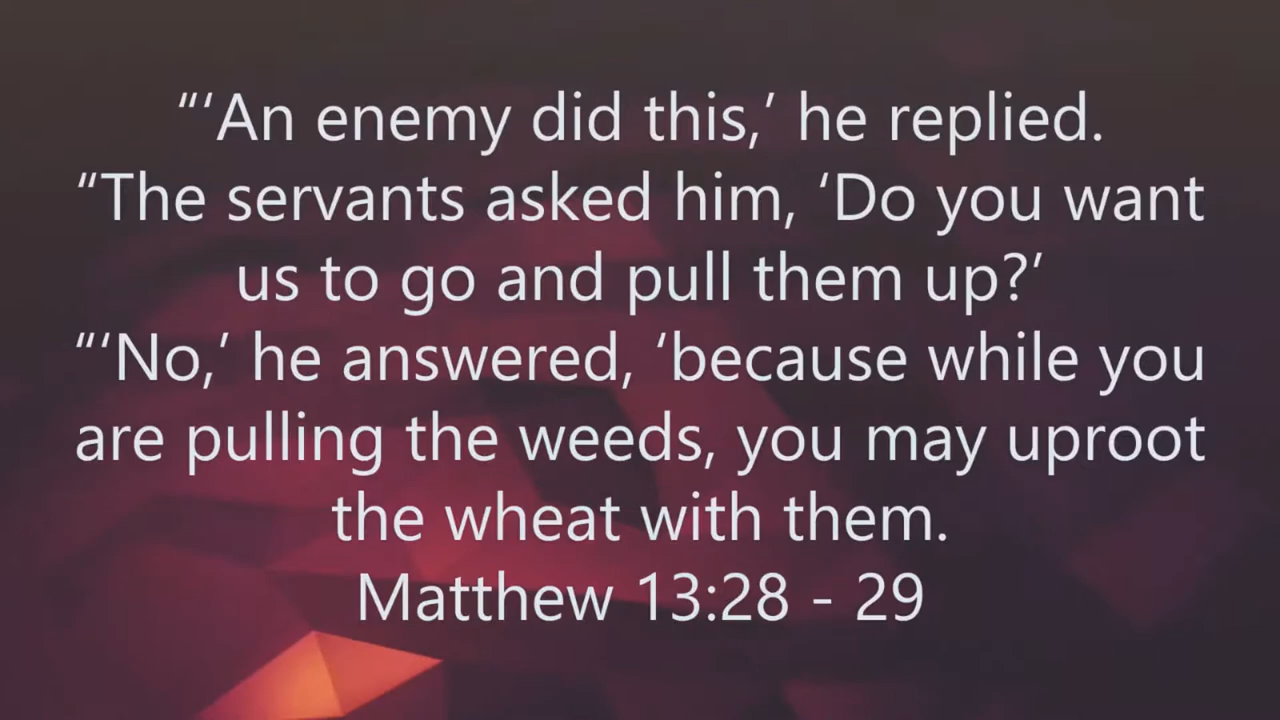 “‘An enemy did this,’ he replied.
“The servants asked him, ‘Do you want
us to go and pull them up?’
“‘No,’ he answered, ‘because while you
are pulling the weeds, you may uproot
the wheat with them.
Matthew 13:28 - 29